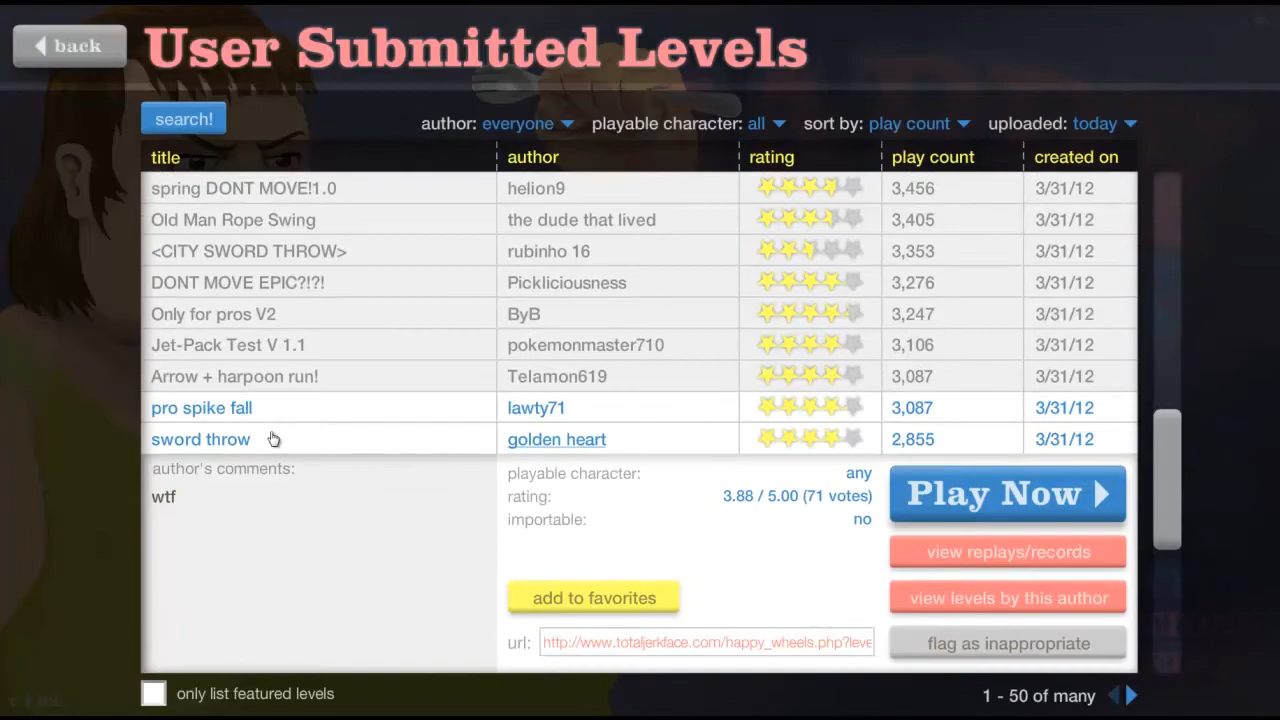 back
User Submitted Levels
search!
author: everyone playable character: all sort by: play count uploaded: today
title author rating play count created on
spring DONT MOVE!1.0 helion9 3,456 3/31/12
Old Man Rope Swing the dude that lived 3,405 3/31/12
<CITY SWORD THROW> rubinho 16 3,353 3/31/12
DONT MOVE EPIC?!?! Pickliciousness 3,276 3/31/12
Only for pros V2 ByB 3,247 3/31/12
Jet-Pack Test V 1.1 pokemonmaster710 3,106 3/31/12
Arrow + harpoon run! Telamon619 3,087 3/31/12
pro spike fall lawty71 3,087 3/31/12
sword throw golden heart 2,855 3/31/12
author's comments:
wtf
playable character: any
rating: 3.88 / 5.00 (71 votes)
importable: no
add to favorites
url: http://www.totaljerkface.com/happy_wheels.php?leve
Play Now
view replays/records
view levels by this author
flag as inappropriate
only list featured levels
1 - 50 of many